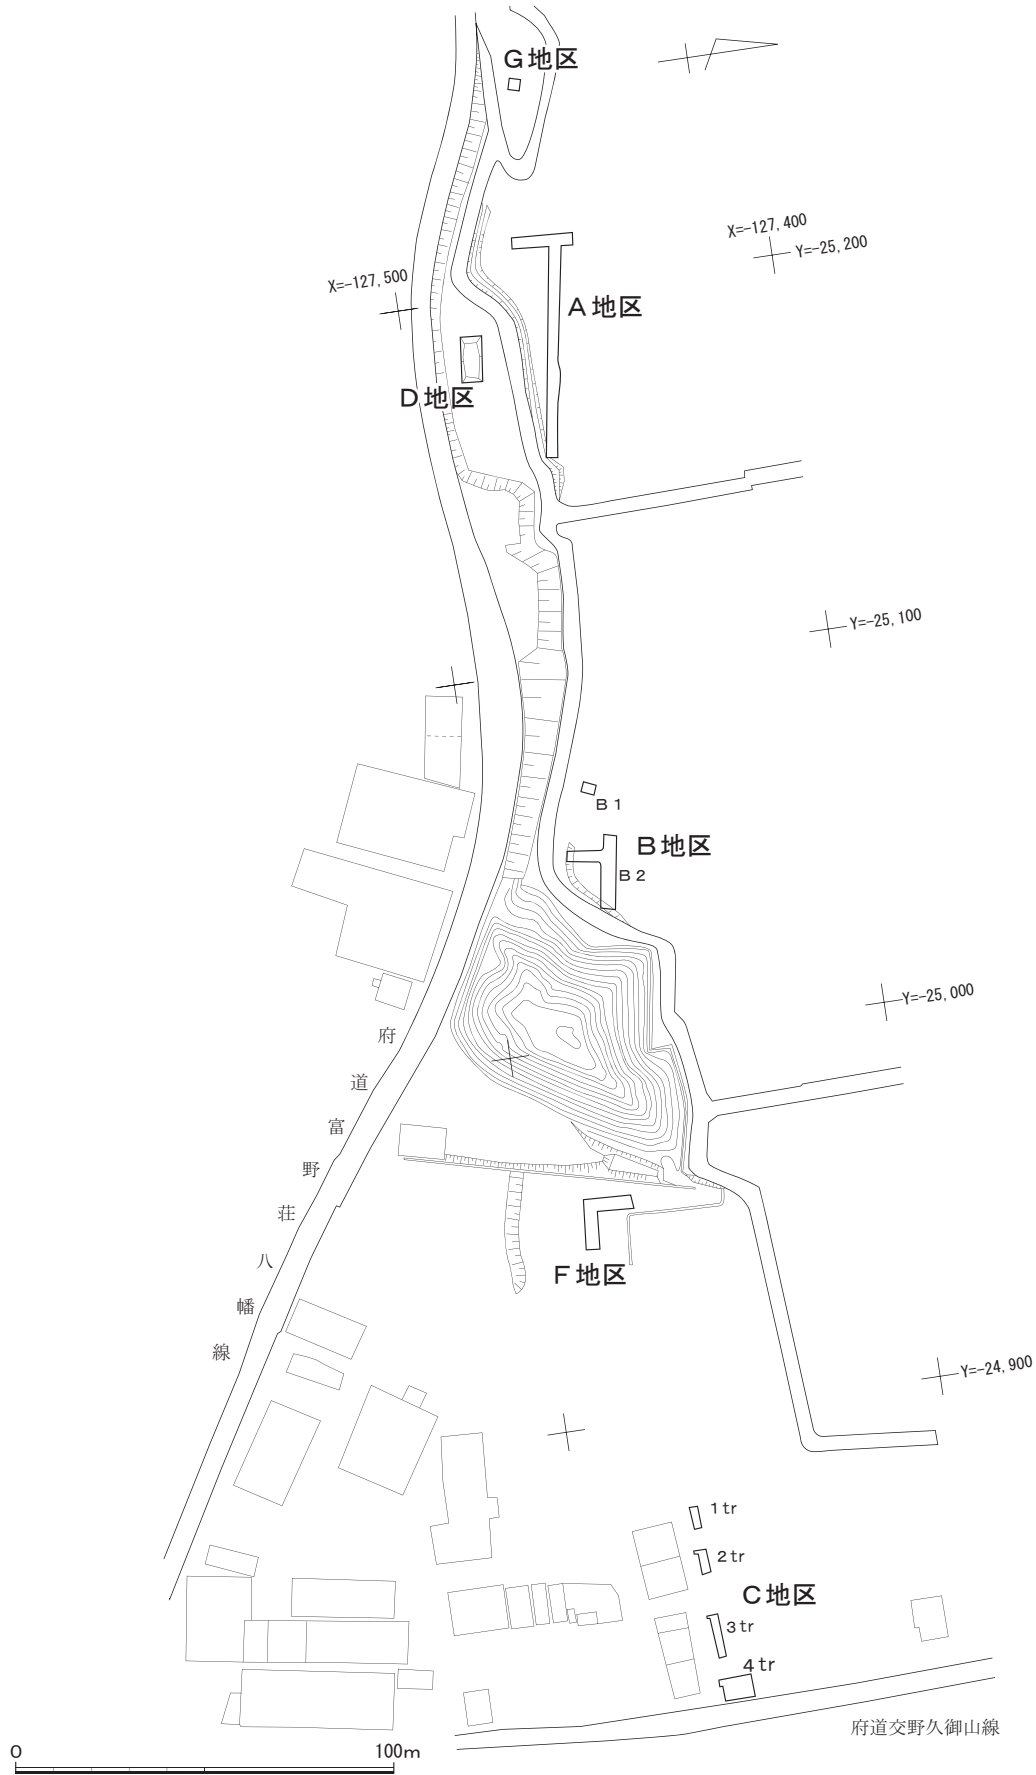 G地区
X=-127,400
Y=-25,200
X=-127,500
A地区
D地区
Y=-25,100
B1
B地区
B2
Y=-25,000
府道富野荘八幡線
F地区
Y=-24,900
1tr
2tr
C地区
3tr
4tr
府道交野久御山線
0
100m